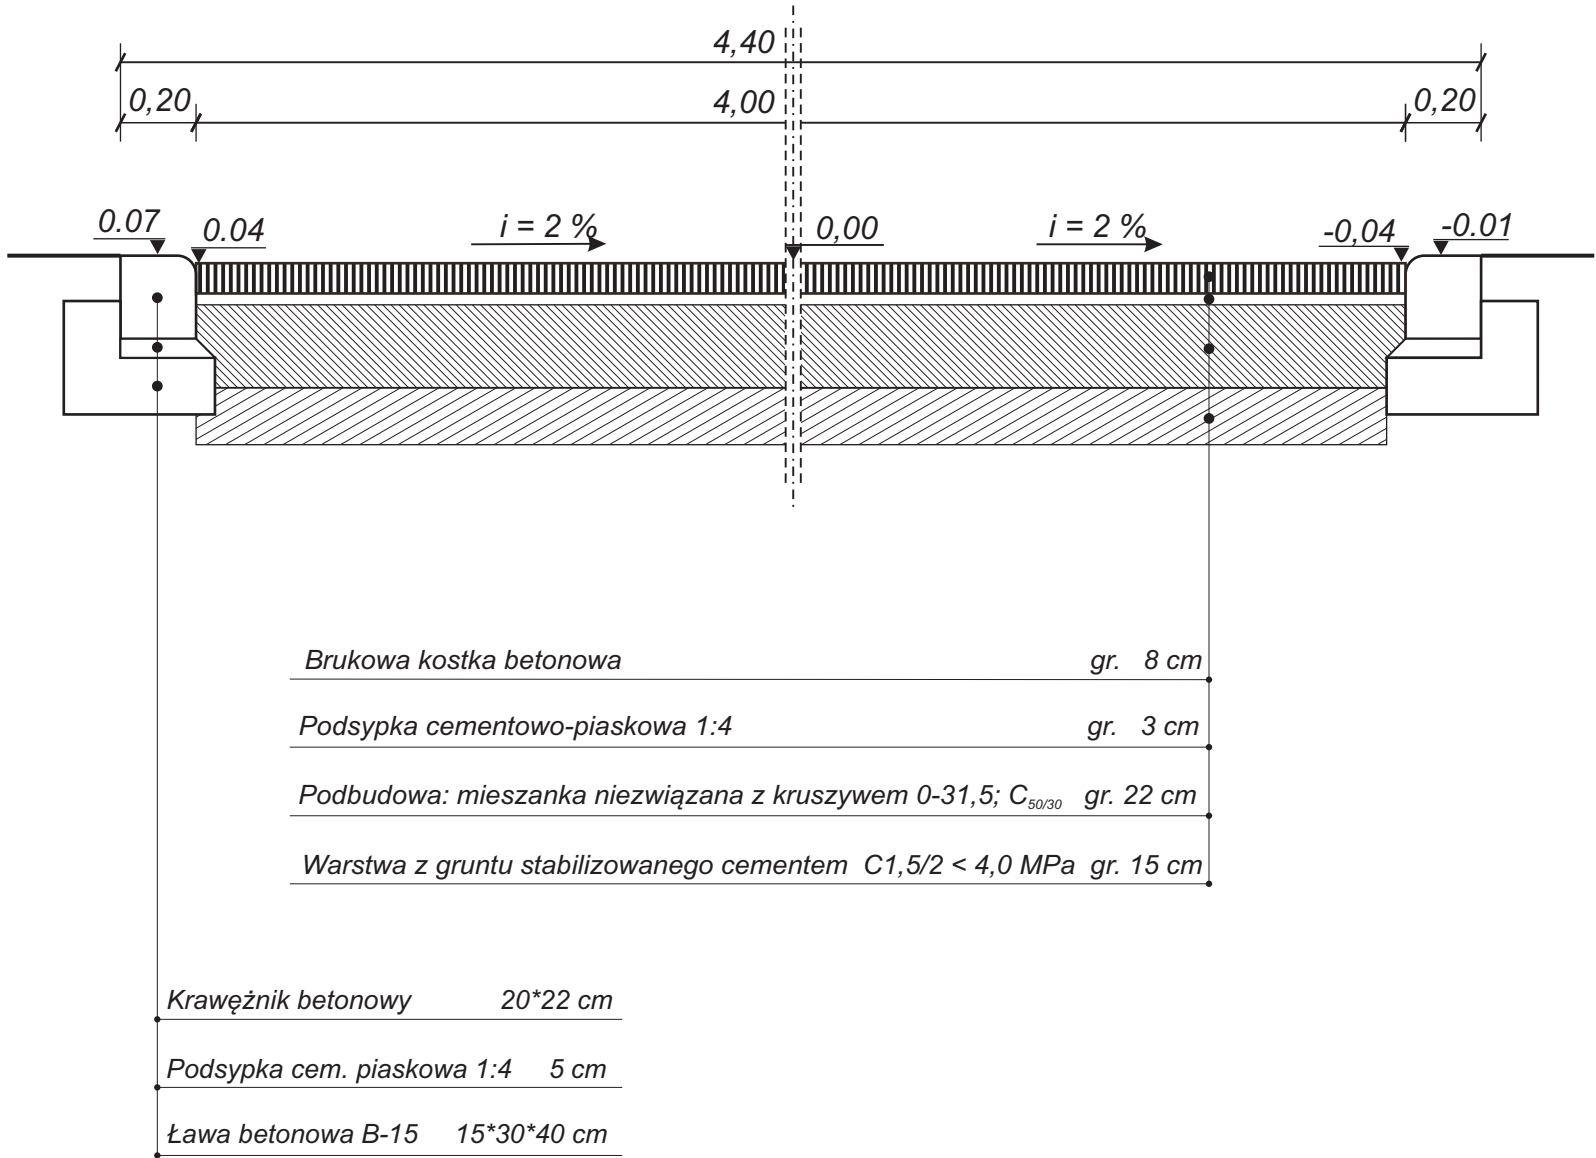 4,40
0,20 4,00 0,20
0.07 0.04 i = 2 % 0,00 i = 2 % -0,04 -0.01
Brukowa kostka betonowa gr. 8 cm
Podsypka cementowo-piaskowa 1:4 gr. 3 cm
Podbudowa: mieszanka niezwiązana z kruszywem 0-31,5; C50/30 gr. 22 cm
Warstwa z gruntu stabilizowanego cementem C1,5/2 < 4,0 MPa gr. 15 cm
Krawężnik betonowy 20*22 cm
Podsypka cem. piaskowa 1:4 5 cm
Ława betonowa B-15 15*30*40 cm